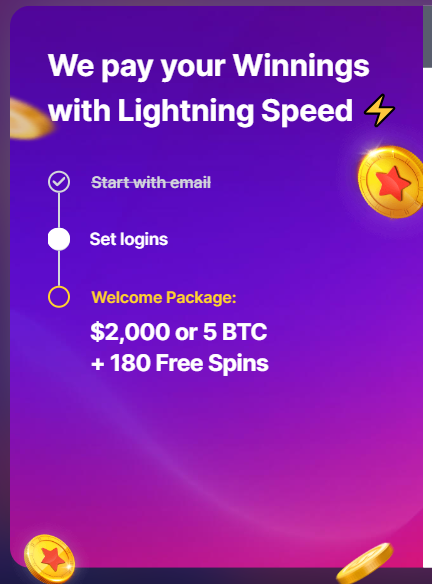 We pay your Winnings
with Lightning Speed ⚡
Start with email
Set logins
Welcome Package:
$2,000 or 5 BTC
+ 180 Free Spins